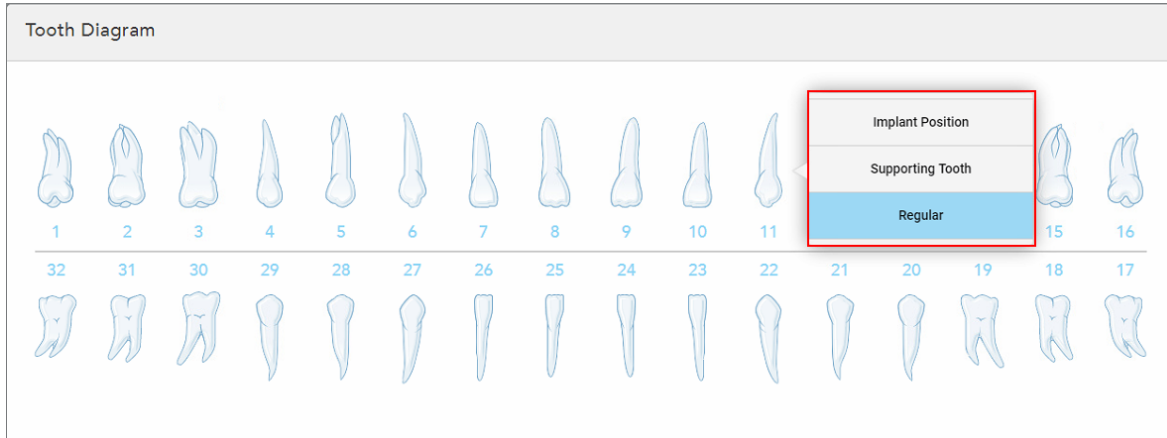 Tooth Diagram
Implant Position
Supporting Tooth
Regular
1 2 3 4 5 6 7 8 9 10 11 15 16
32 31 30 29 28 27 26 25 24 23 22 21 20 19 18 17